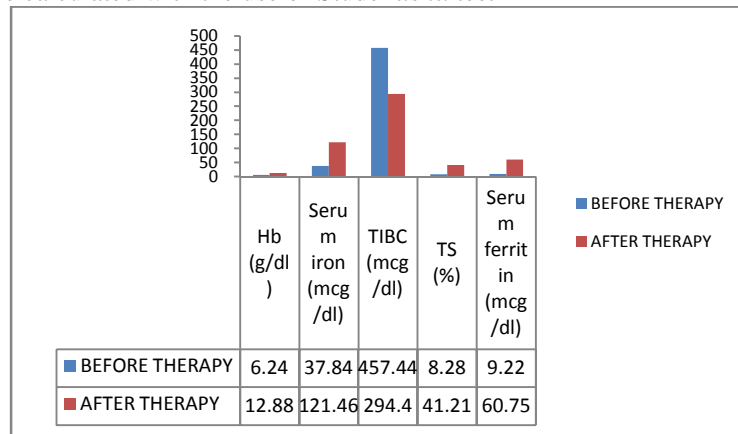 500
450
400
350
300
250
200
150
100
50
0
Hb
(g/dl
)
Seru
m
iron
(mcg
/dl)
TIBC
(mcg
/dl)
TS
(%)
Seru
m
ferrit
in
(mcg
/dl)
BEFORE THERAPY
AFTER THERAPY
BEFORE THERAPY 6.24 37.84 457.44 8.28 9.22
AFTER THERAPY 12.88 121.46 294.4 41.21 60.75